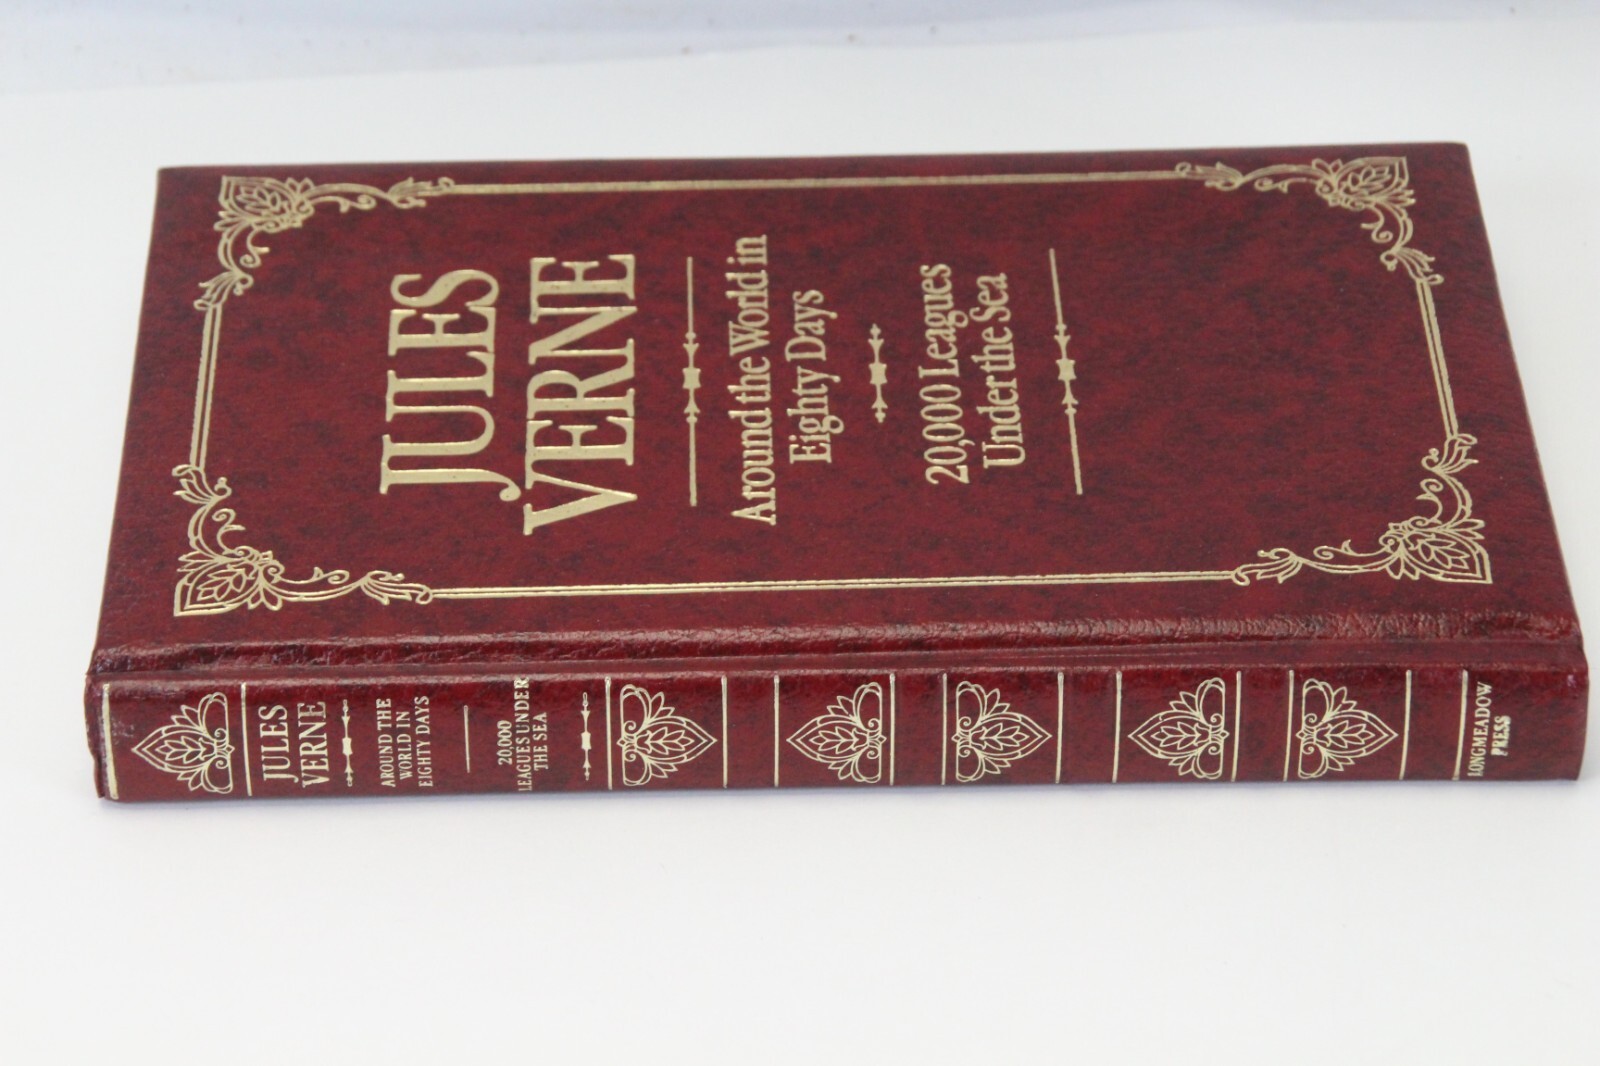 JULES
VERNE
Around the World in
Eighty Days
20,000 Leagues
Under the Sea
JULES
VERNE
AROUND THE
WORLD IN
EIGHTY DAYS
20,000
LEAGUES UNDER
THE SEA
LONGMEADOW
PRESS